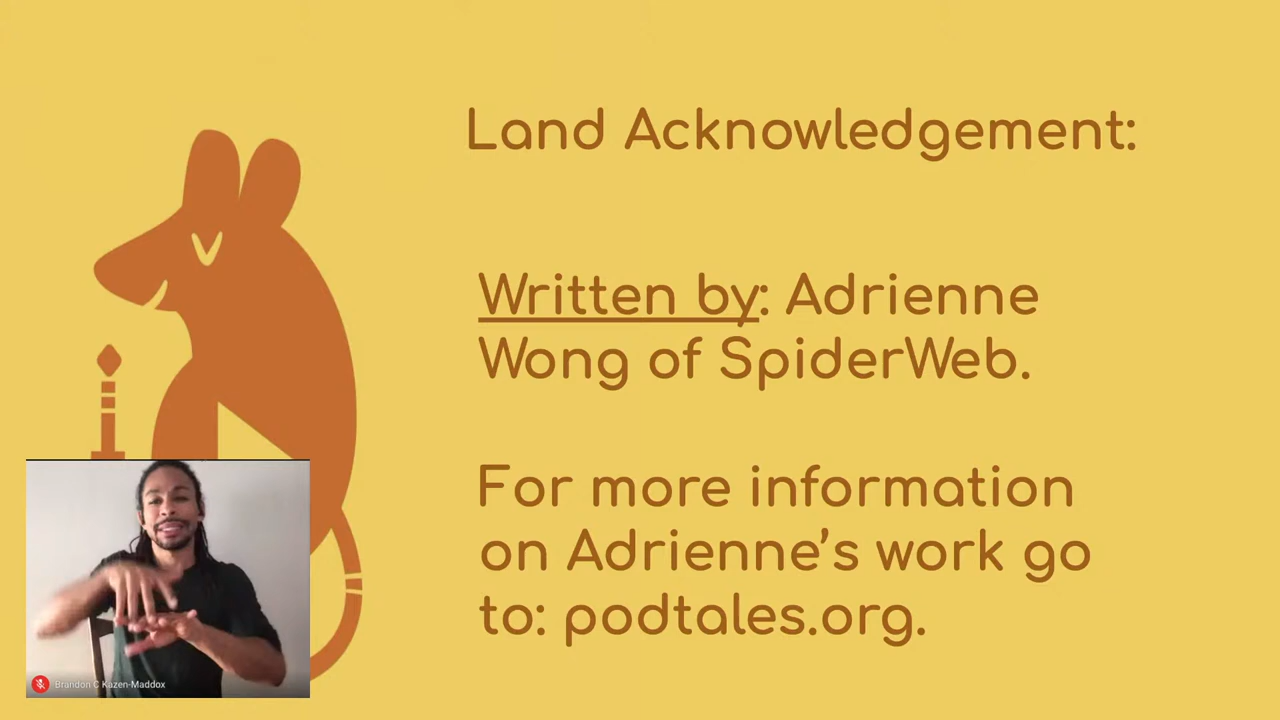 Land Acknowledgement:
Written by: Adrienne
Wong of SpiderWeb.
For more information
on Adrienne’s work go
to: podtales.org.
Brandon C Kazen-Maddox